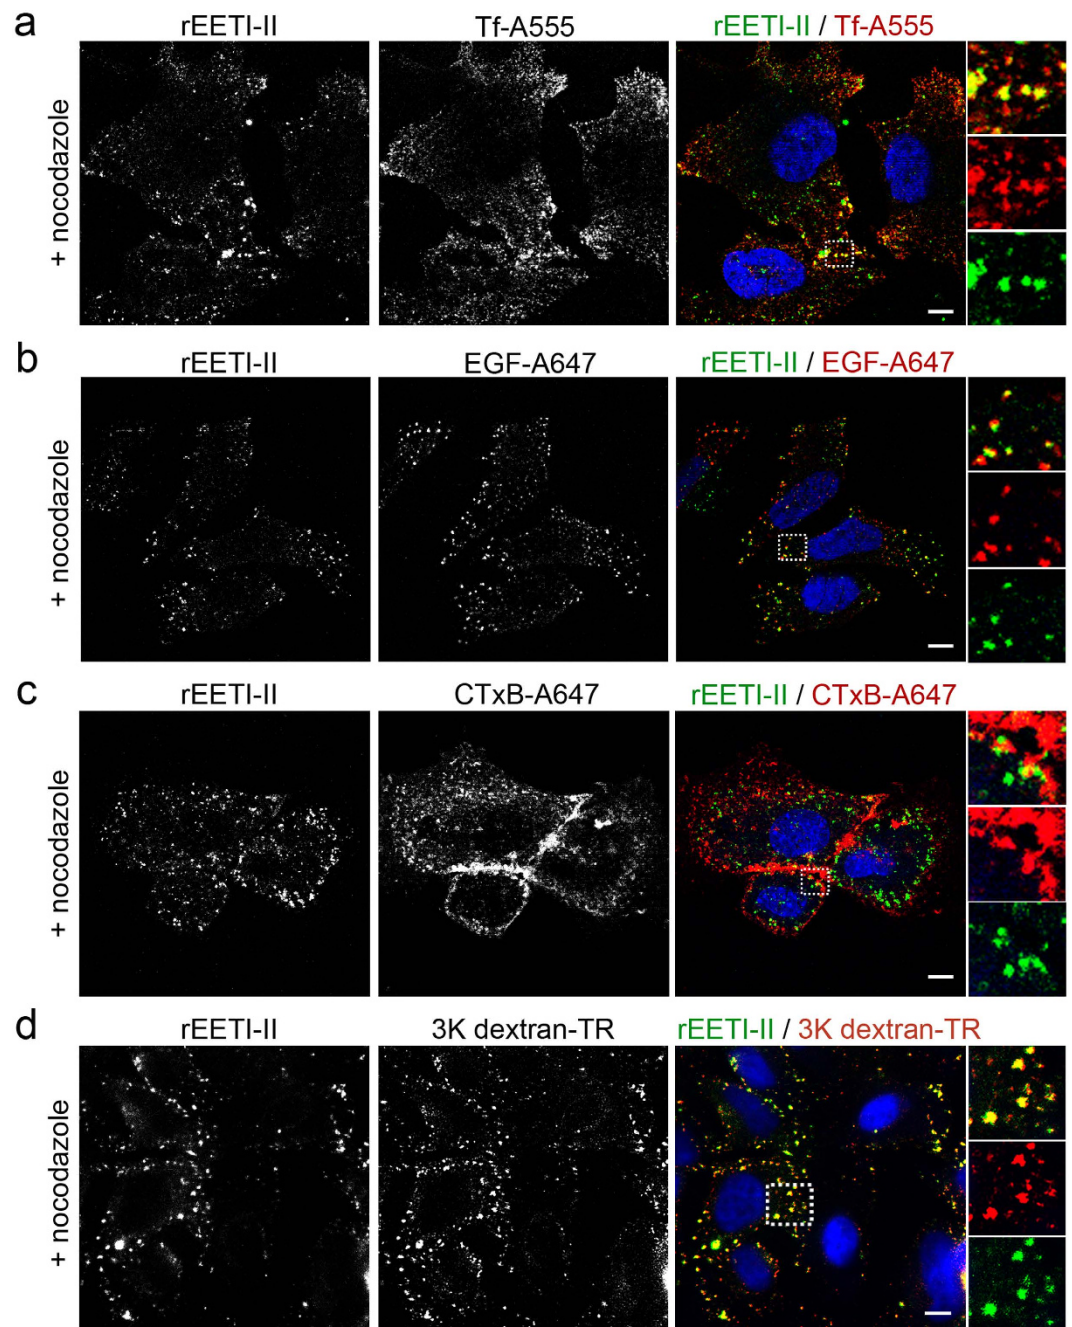 a
rEETI-II
Tf-A555
rEETI-II / Tf-A555
+ nocodazole
b
rEETI-II
EGF-A647
rEETI-II / EGF-A647
+ nocodazole
c
rEETI-II
CTxB-A647
rEETI-II / CTxB-A647
+ nocodazole
d
rEETI-II
3K dextran-TR
rEETI-II / 3K dextran-TR
+ nocodazole